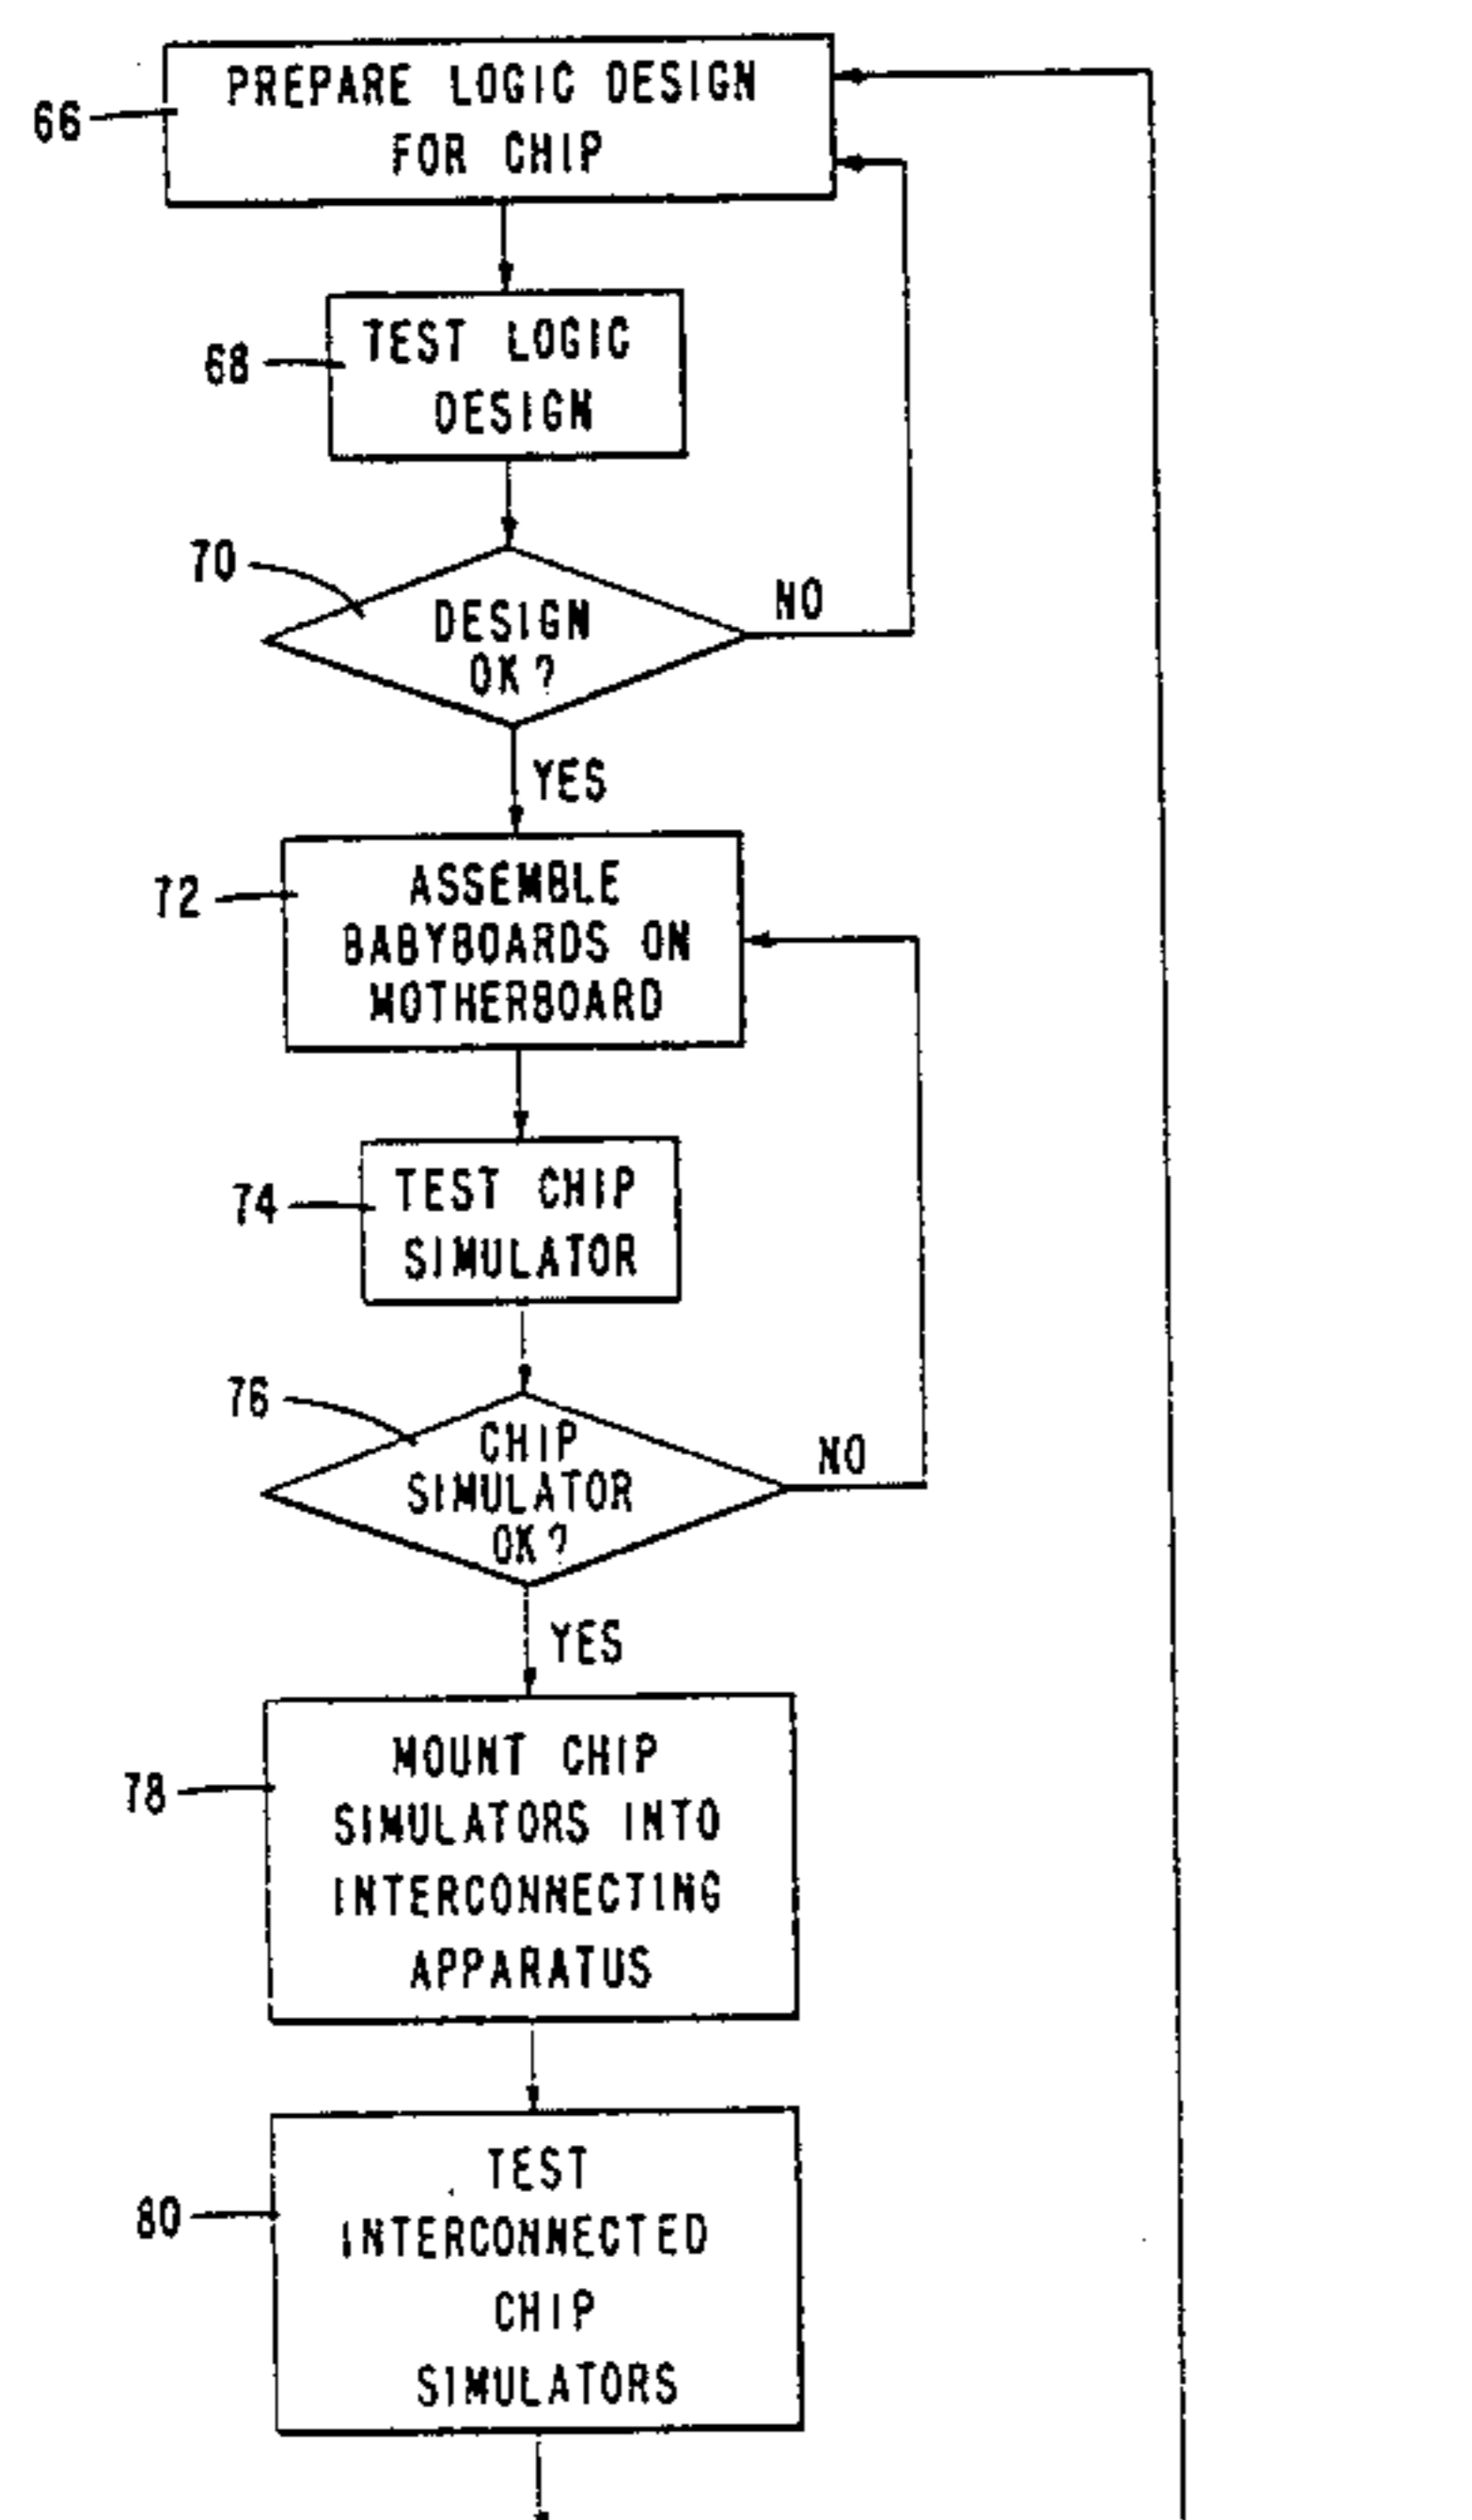 PREPARE LOGIC DESIGN
FOR CHIP
66
TEST LOGIC
DESIGN
68
70
DESIGN
OK?
NO
YES
72
ASSEMBLE
BABYBOARDS ON
MOTHERBOARD
74
TEST CHIP
SIMULATOR
76
CHIP
SIMULATOR
OK?
NO
YES
78
MOUNT CHIP
SIMULATORS INTO
INTERCONNECTING
APPARATUS
80
TEST
INTERCONNECTED
CHIP
SIMULATORS